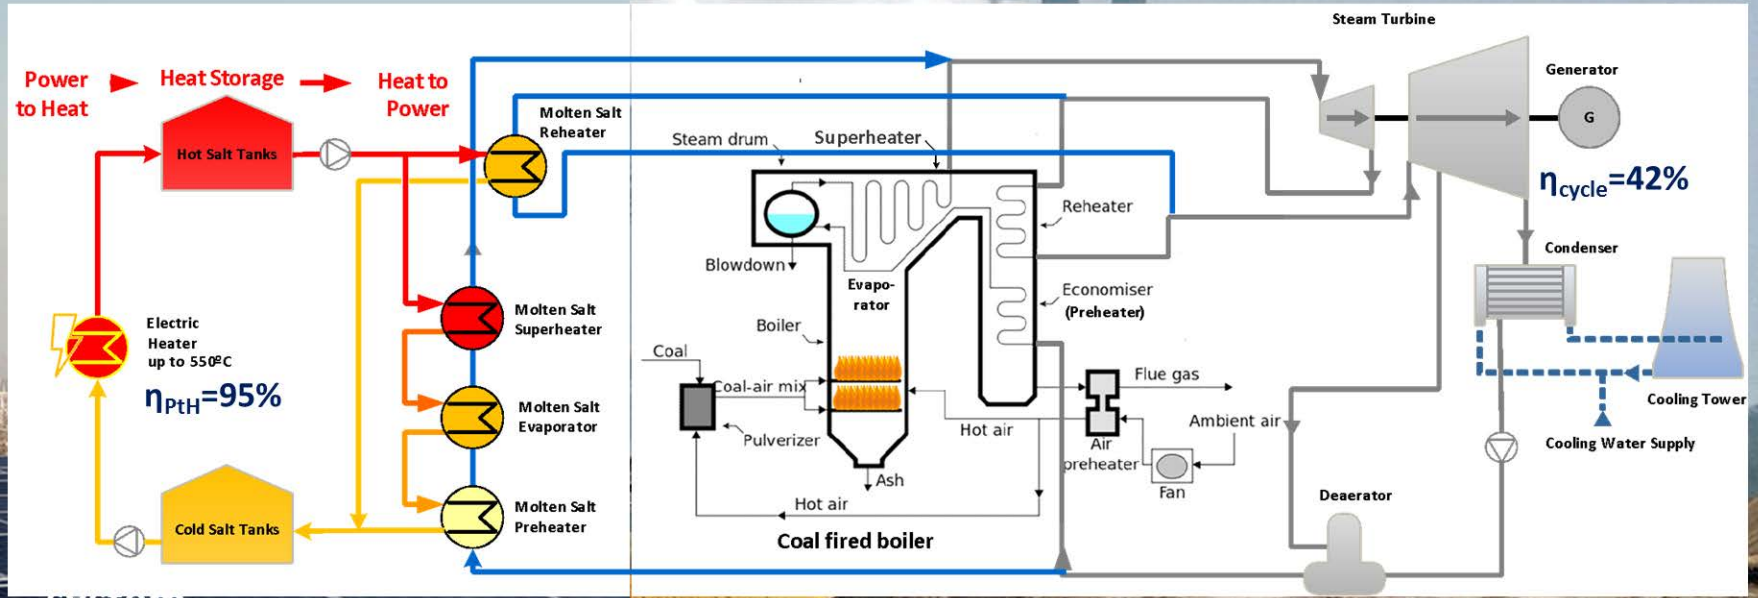 Steam Turbine
Power
to Heat
Heat Storage
Heat to
Power
Generator
Molten Salt
Reheater
Hot Salt Tanks
Steam drum
Superheater
G
ηcycle=42%
Reheater
Blowdown
Condenser
Evapo-
rator
Economiser
(Preheater)
Molten Salt
Superheater
Electric
Heater
up to 550ºC
Boiler
Coal
Coal-air mix
Flue gas
ηPtH=95%
Molten Salt
Evaporator
Pulverizer
Hot air
Ambient air
Air
preheater
Fan
Cooling Tower
Cooling Water Supply
Ash
Hot air
Deaerator
Molten Salt
Preheater
Cold Salt Tanks
Coal fired boiler